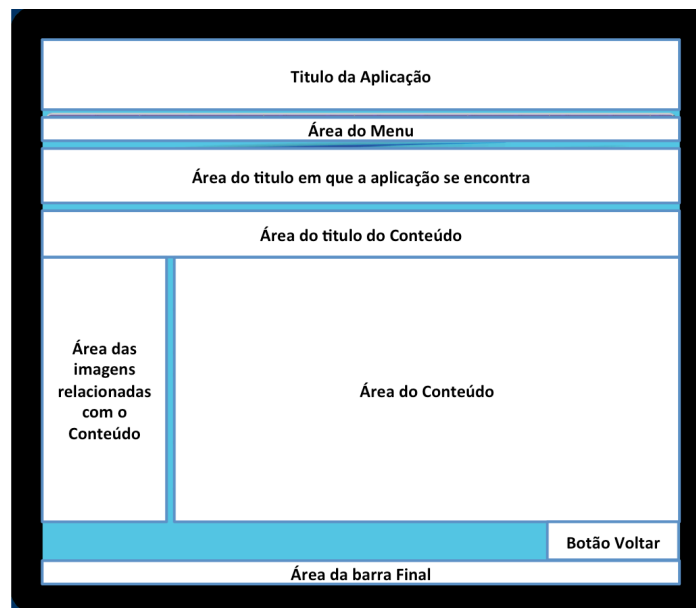 Titulo da Aplicação
Área do Menu
Área do titulo em que a aplicação se encontra
Área do titulo do Conteúdo
Área das
imagens
relacionadas
com o
Conteúdo
Área do Conteúdo
Botão Voltar
Área da barra Final